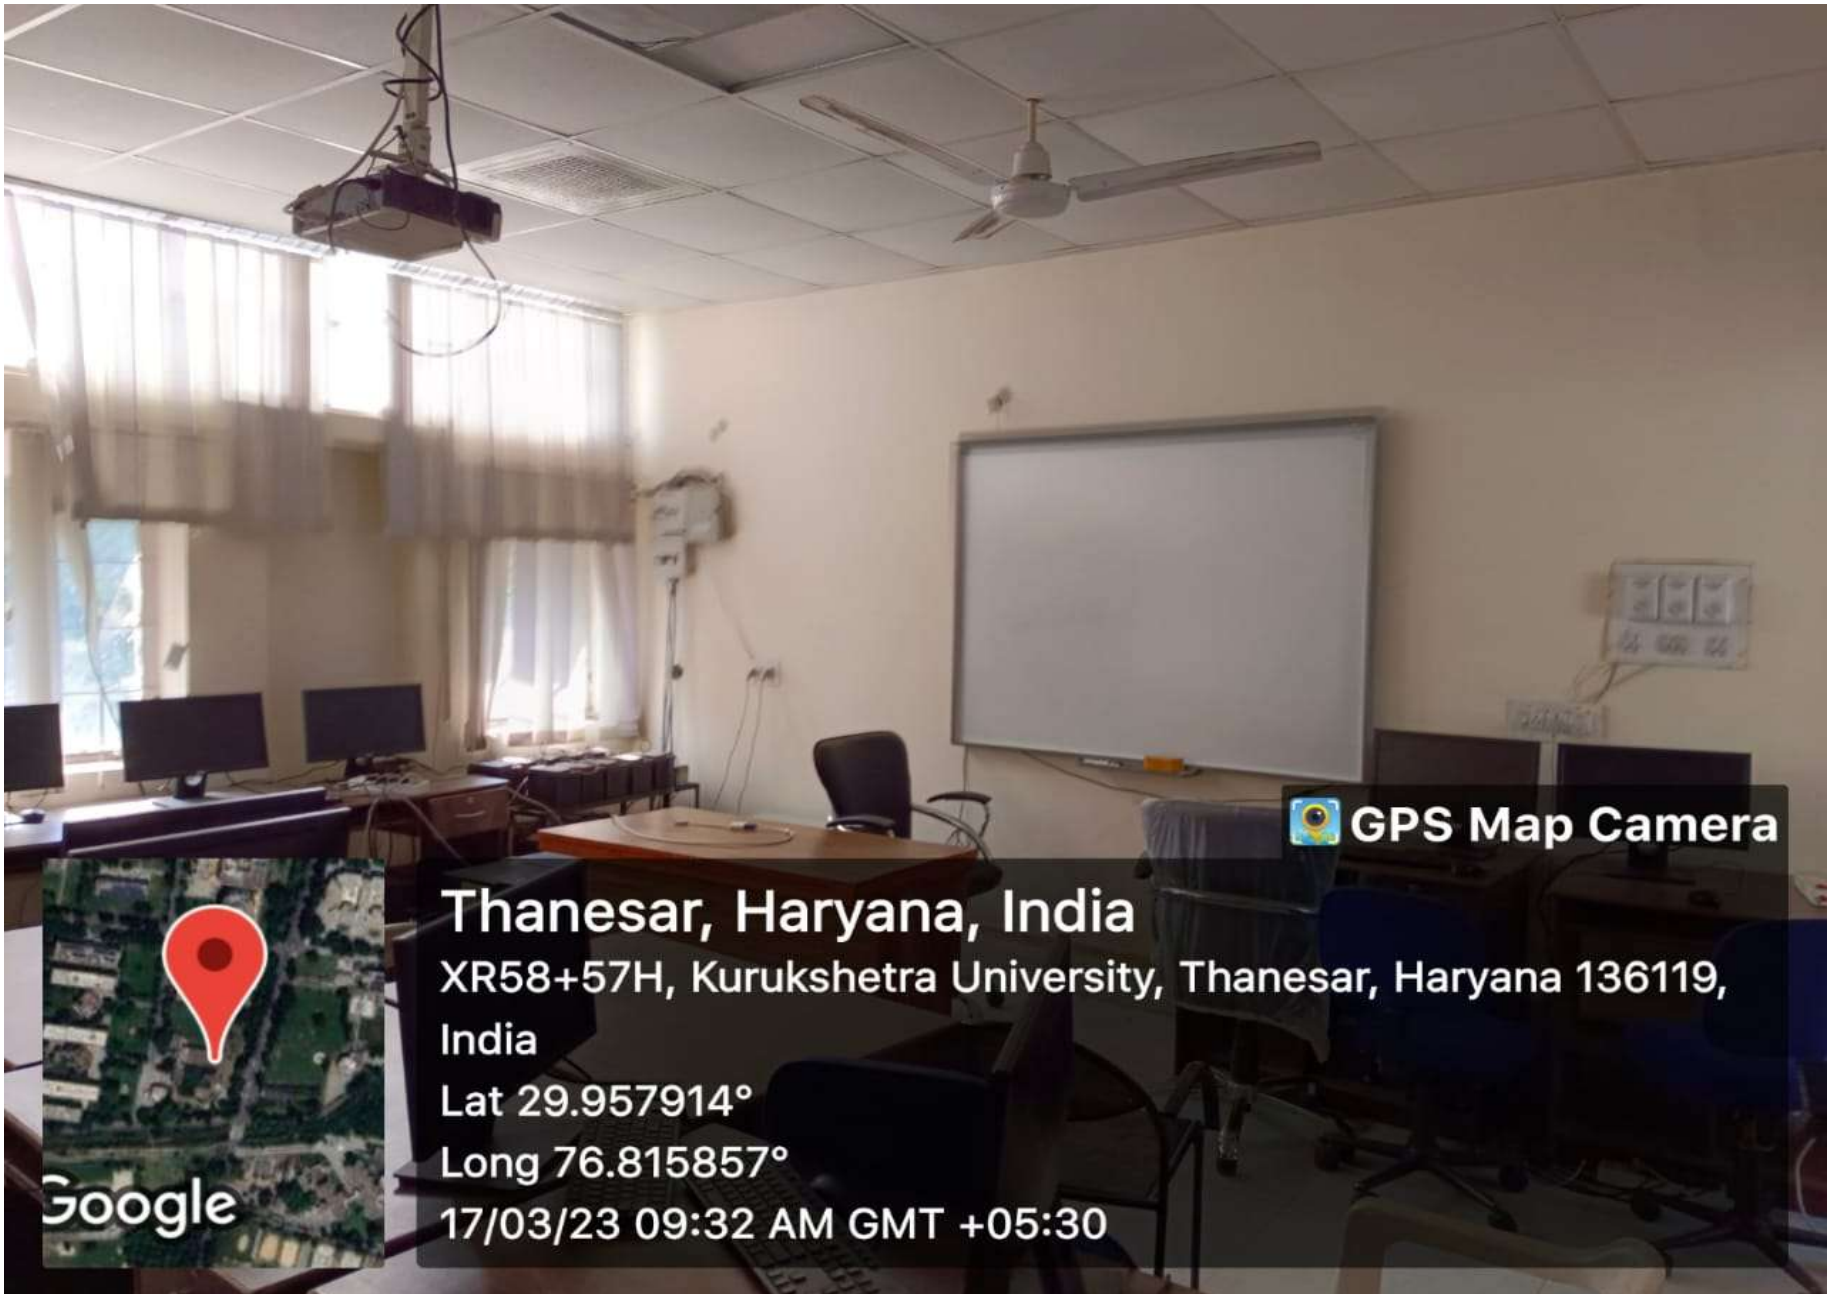 GPS Map Camera
Thanesar, Haryana, India
XR58+57H, Kurukshetra University, Thanesar, Haryana 136119,
India
Lat 29.957914°
Long 76.815857°
17/03/23 09:32 AM GMT +05:30
Google